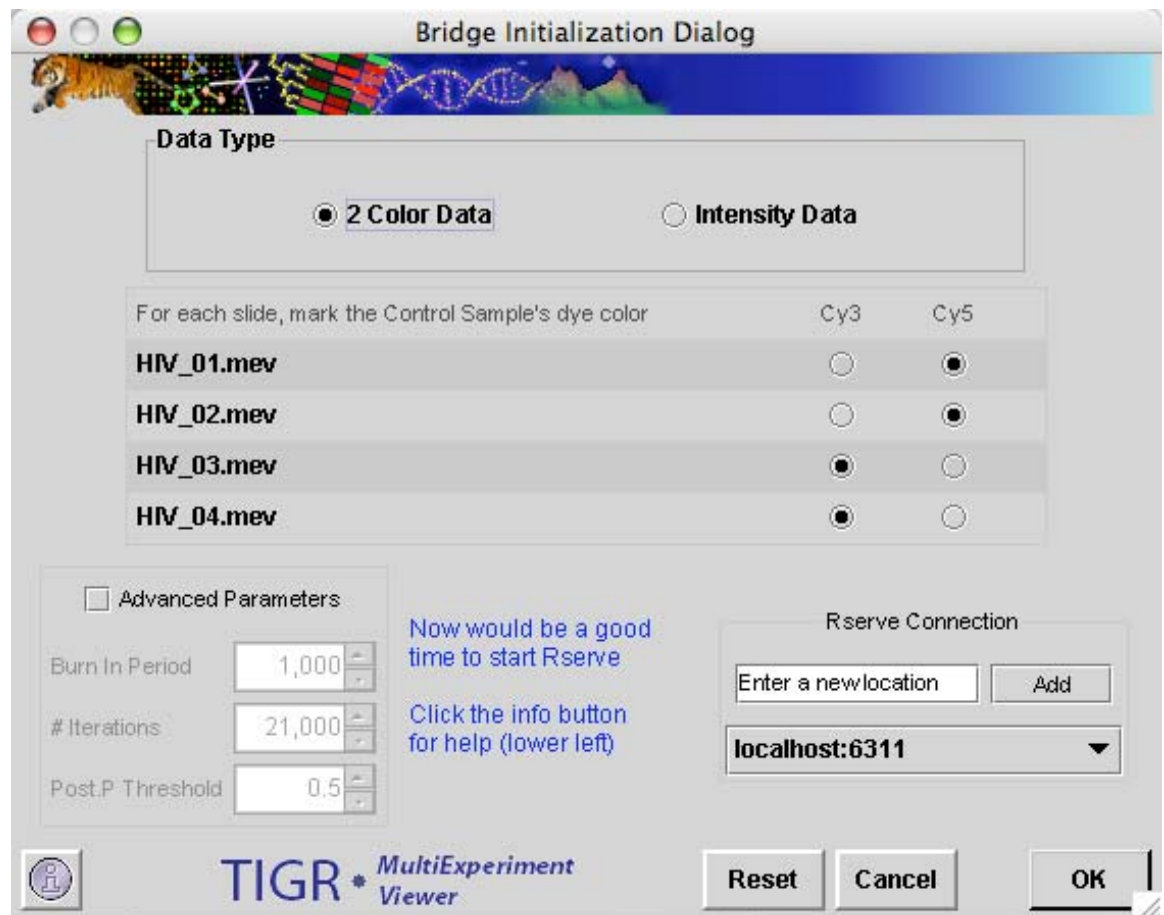 Bridge Initialization Dialog
Data Type
2 Color Data Intensity Data
For each slide, mark the Control Sample's dye color Cy3 Cy5
HIV_01.mev
HIV_02.mev
HIV_03.mev
HIV_04.mev
Advanced Parameters
Burn In Period 1,000
# Iterations 21,000
Post.P Threshold 0.5
Now would be a good
time to start Rserve
Click the info button
for help (lower left)
Rserve Connection
Enter a new location Add
localhost:6311
i
TIGR MultiExperiment
Viewer
Reset Cancel OK